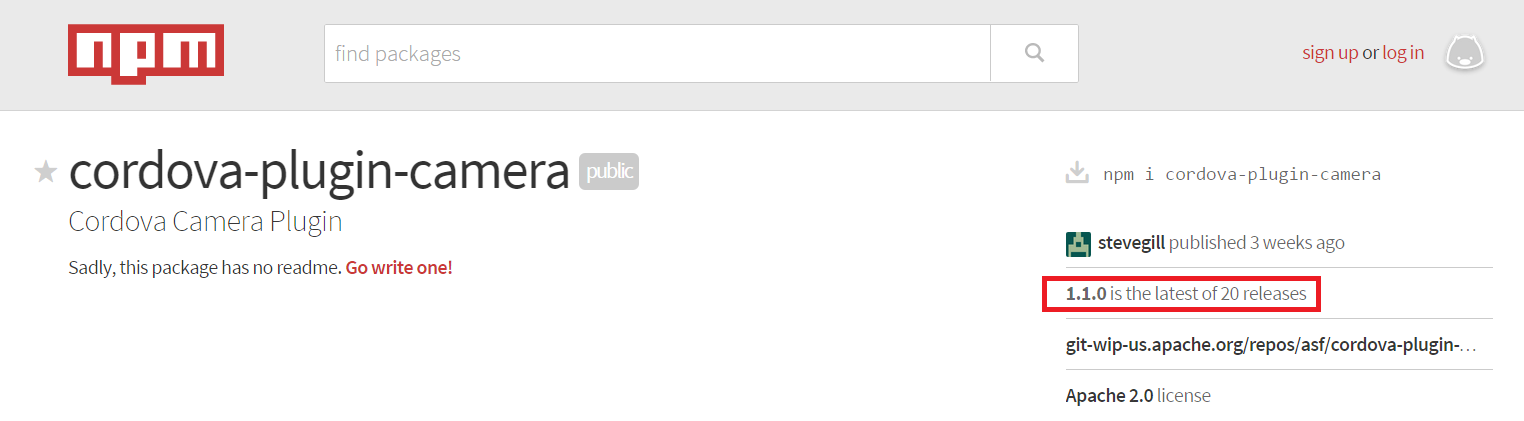 npm
find packages
sign up or log in
cordova-plugin-camera public
Cordova Camera Plugin
Sadly, this package has no readme. Go write one!
npm i cordova-plugin-camera
stevegill published 3 weeks ago
1.1.0 is the latest of 20 releases
git-wip-us.apache.org/repos/asf/cordova-plugin-…
Apache 2.0 license